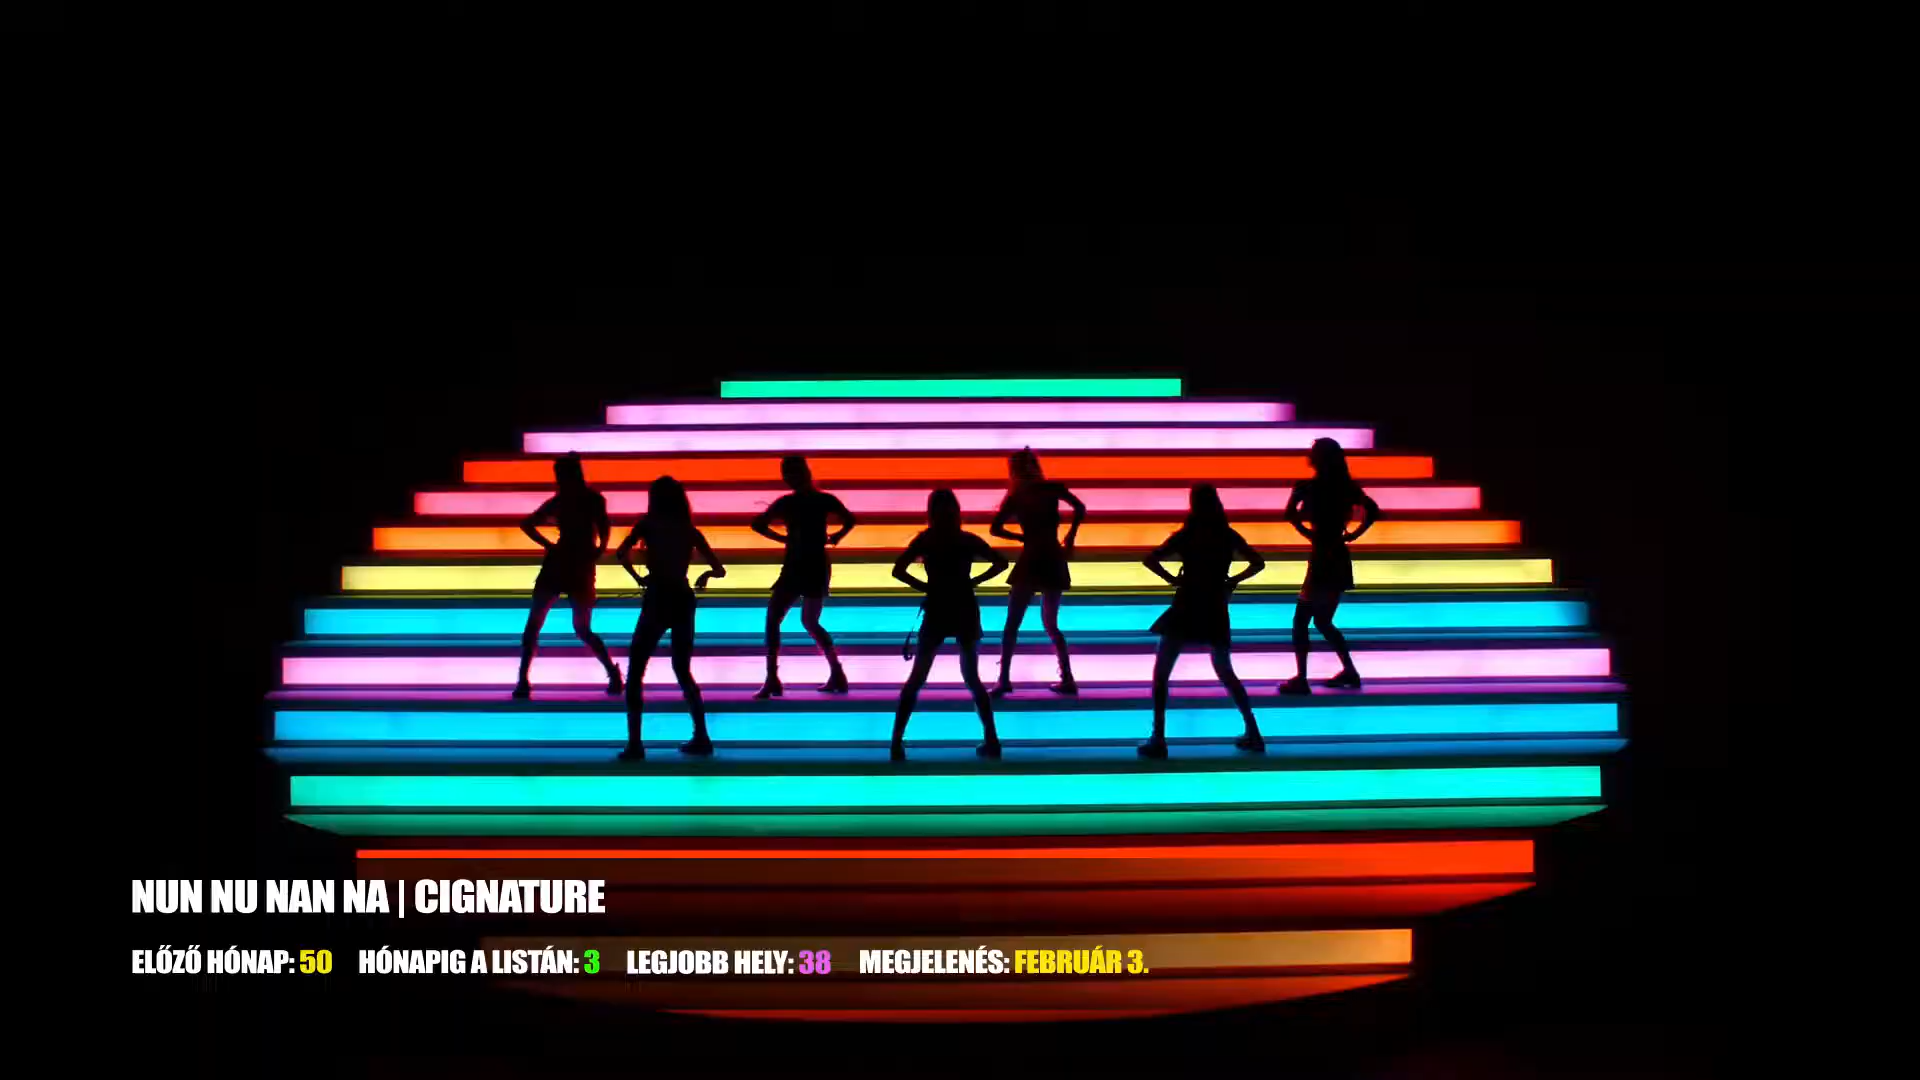 NUN NU NAN NA | CIGNATURE
ELŐZŐ HÓNAP: 50 HÓNAPIG A LISTÁN: 3 LEGJOBB HELY: 38 MEGJELENÉS: FEBRUÁR 3.